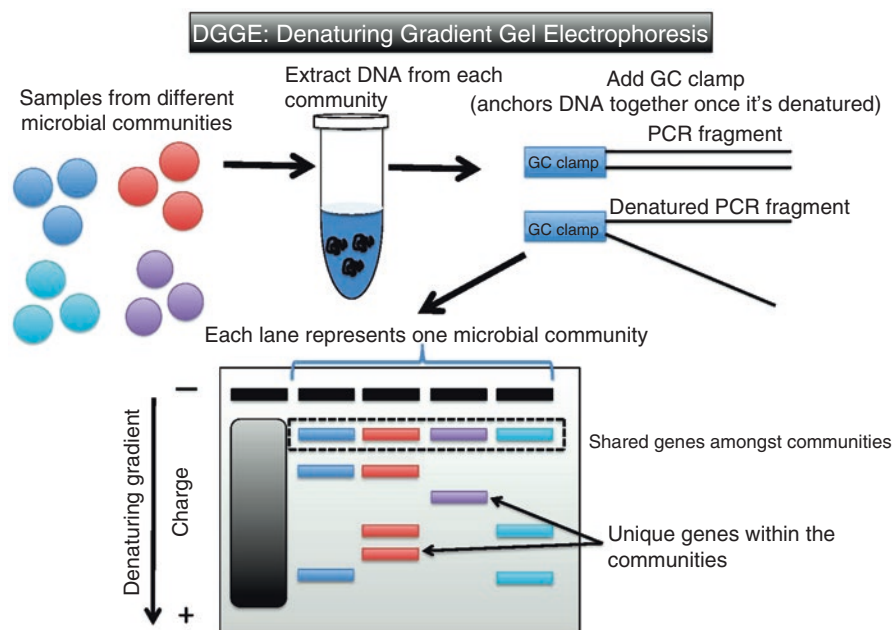 DGGE: Denaturing Gradient Gel Electrophoresis
Samples from different
microbial communities
Extract DNA from each
community
Add GC clamp
(anchors DNA together once it's denatured)
PCR fragment
GC clamp
Denatured PCR fragment
GC clamp
Each lane represents one microbial community
−
Denaturing gradient
Charge
+
Shared genes amongst communities
Unique genes within the
communities